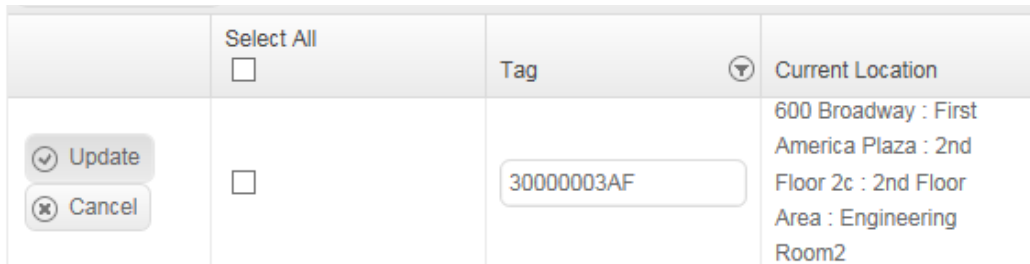 Select All
Tag
Current Location
Update
Cancel
30000003AF
600 Broadway : First
America Plaza : 2nd
Floor 2c : 2nd Floor
Area : Engineering
Room2